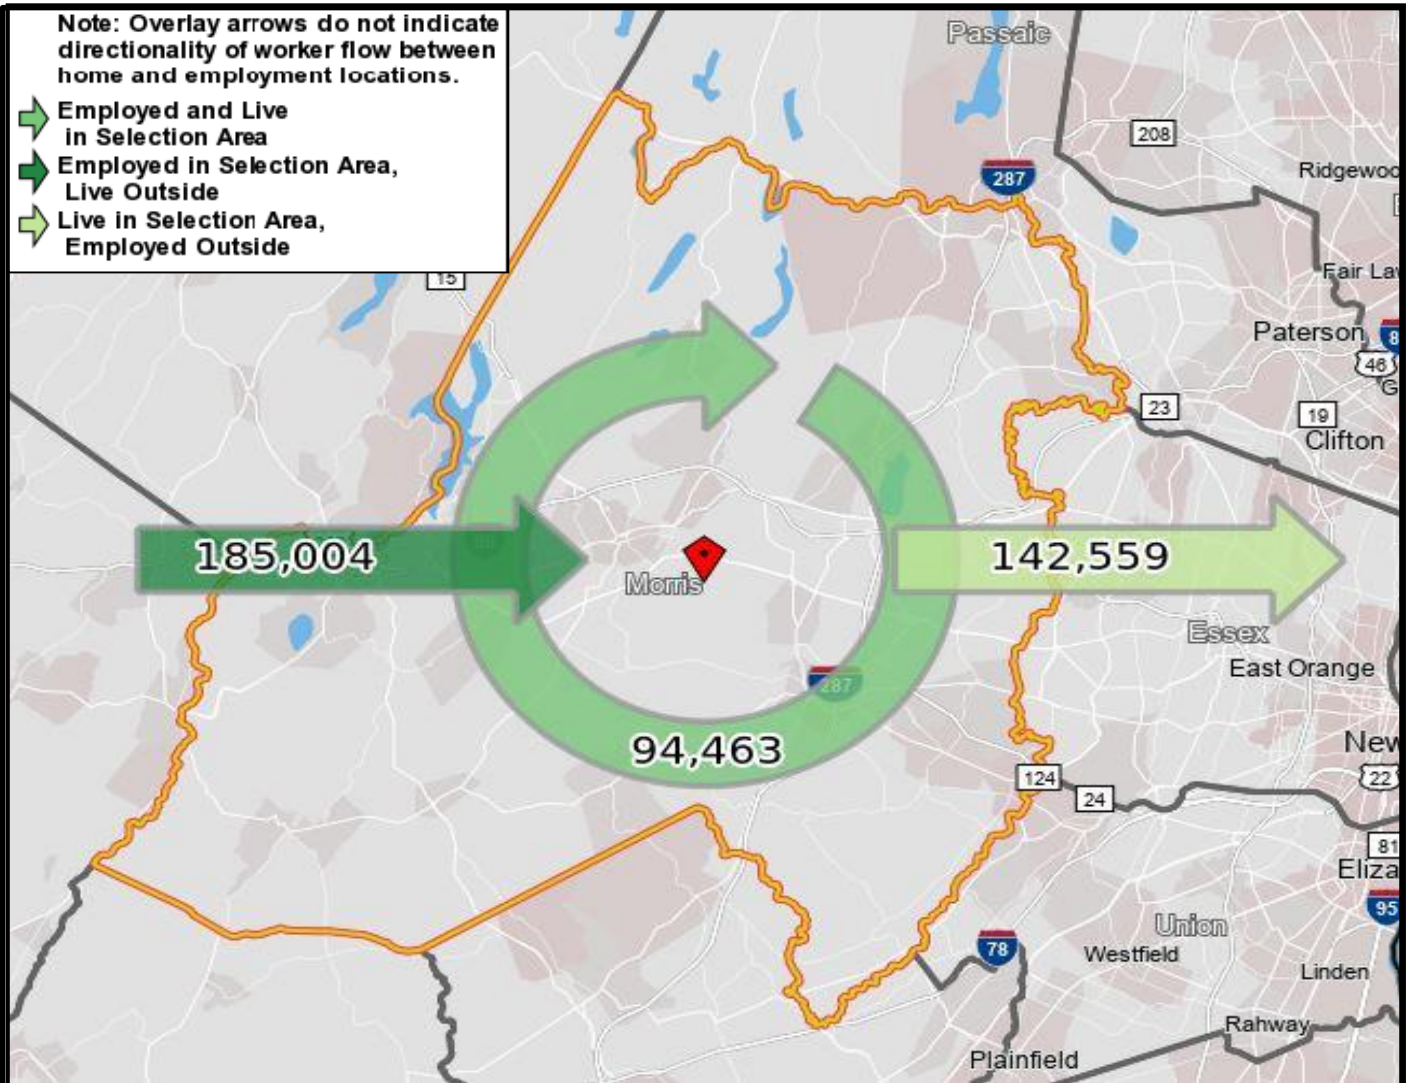 Note: Overlay arrows do not indicate
directionality of worker flow between
home and employment locations.
Employed and Live
in Selection Area
Employed in Selection Area,
Live Outside
Live in Selection Area,
Employed Outside
Passaic
208
Ridgewoo
287
15
Fair Law
Paterson
8
46
G
23
19
Clifton
185,004
142,559
Morris
Essex
East Orange
287
94,463
New
124
22
24
81
Eliza
95
Union
78
Westfield
Linden
Rahway
Plainfield